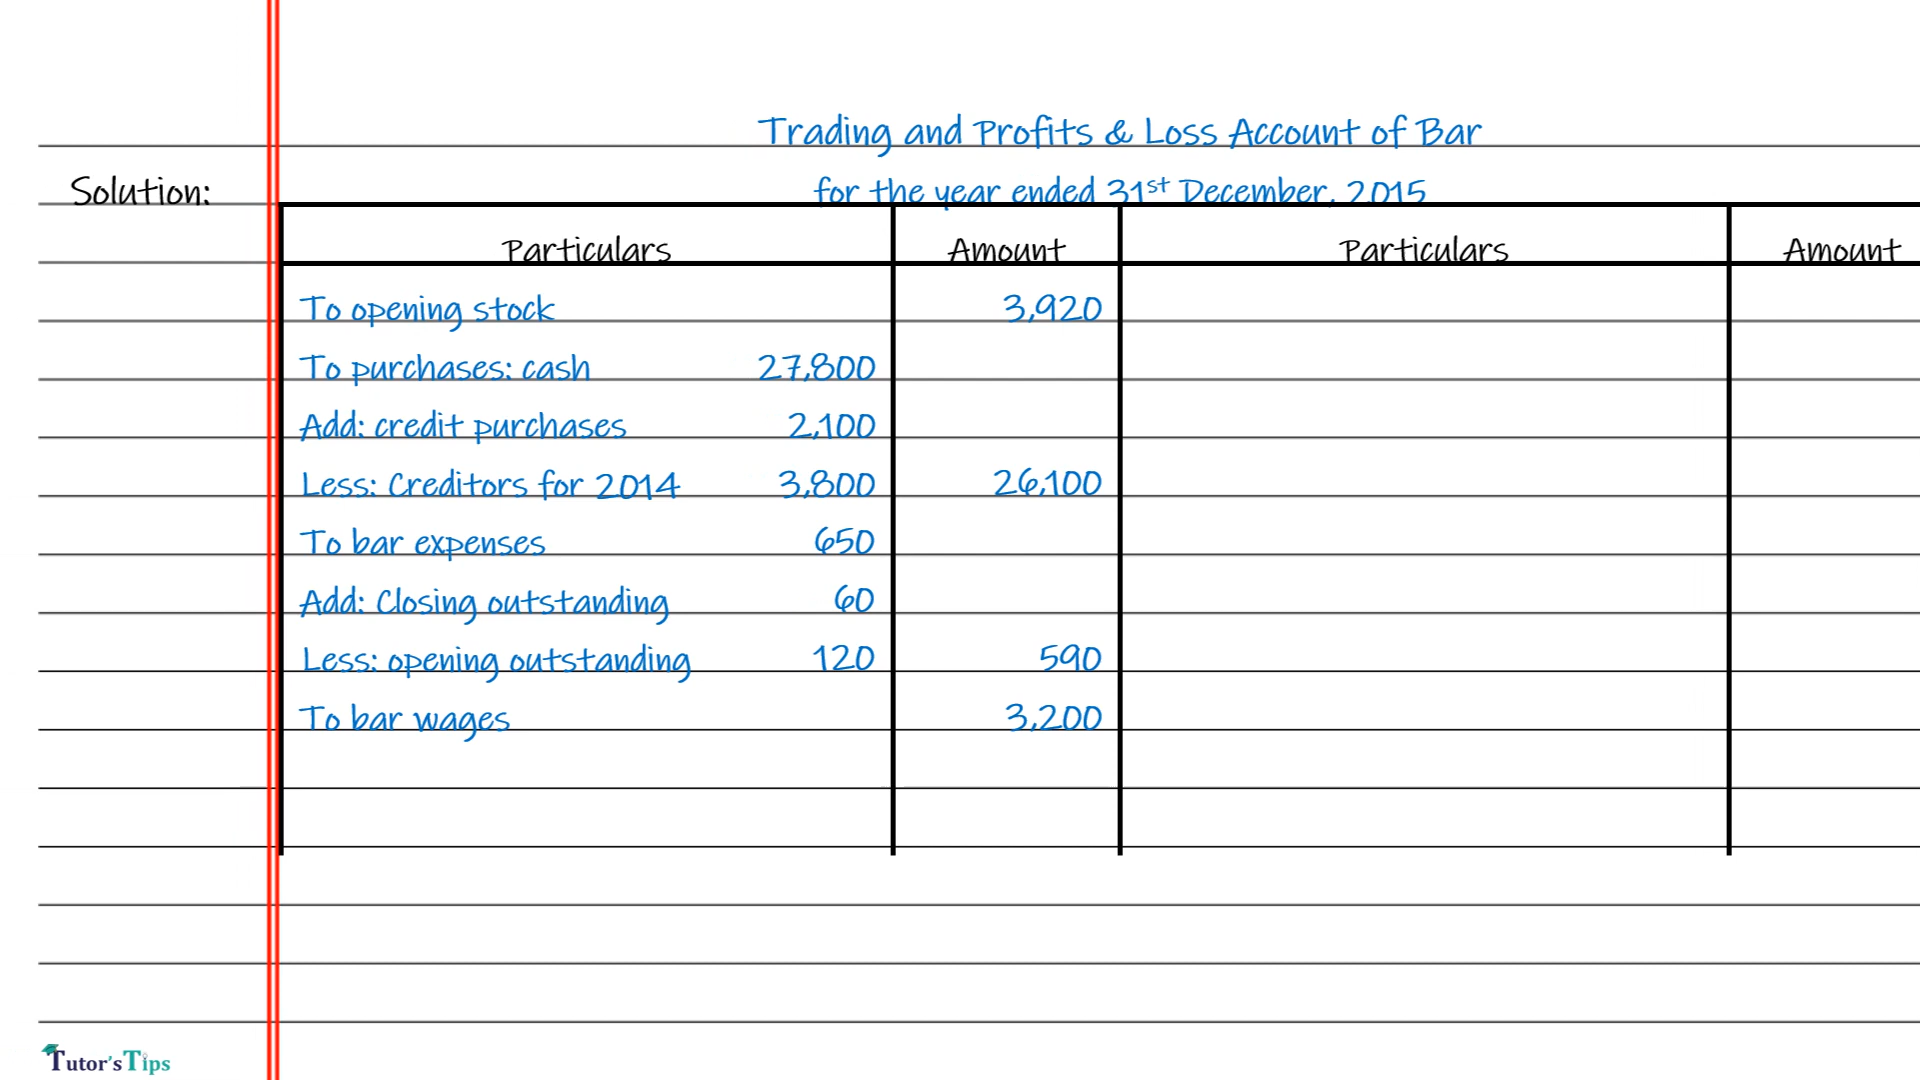 Trading and Profits & Loss Account of Bar
Solution: for the year ended 31st December, 2015
Particulars Amount Particulars Amount
To opening stock 3,920
To purchases: cash 27,800
Add: credit purchases 2,100
Less: Creditors for 2014 3,800 26,100
To bar expenses 650
Add: Closing outstanding 60
Less: opening outstanding 120 590
To bar wages 3,200
Tutor'sTips